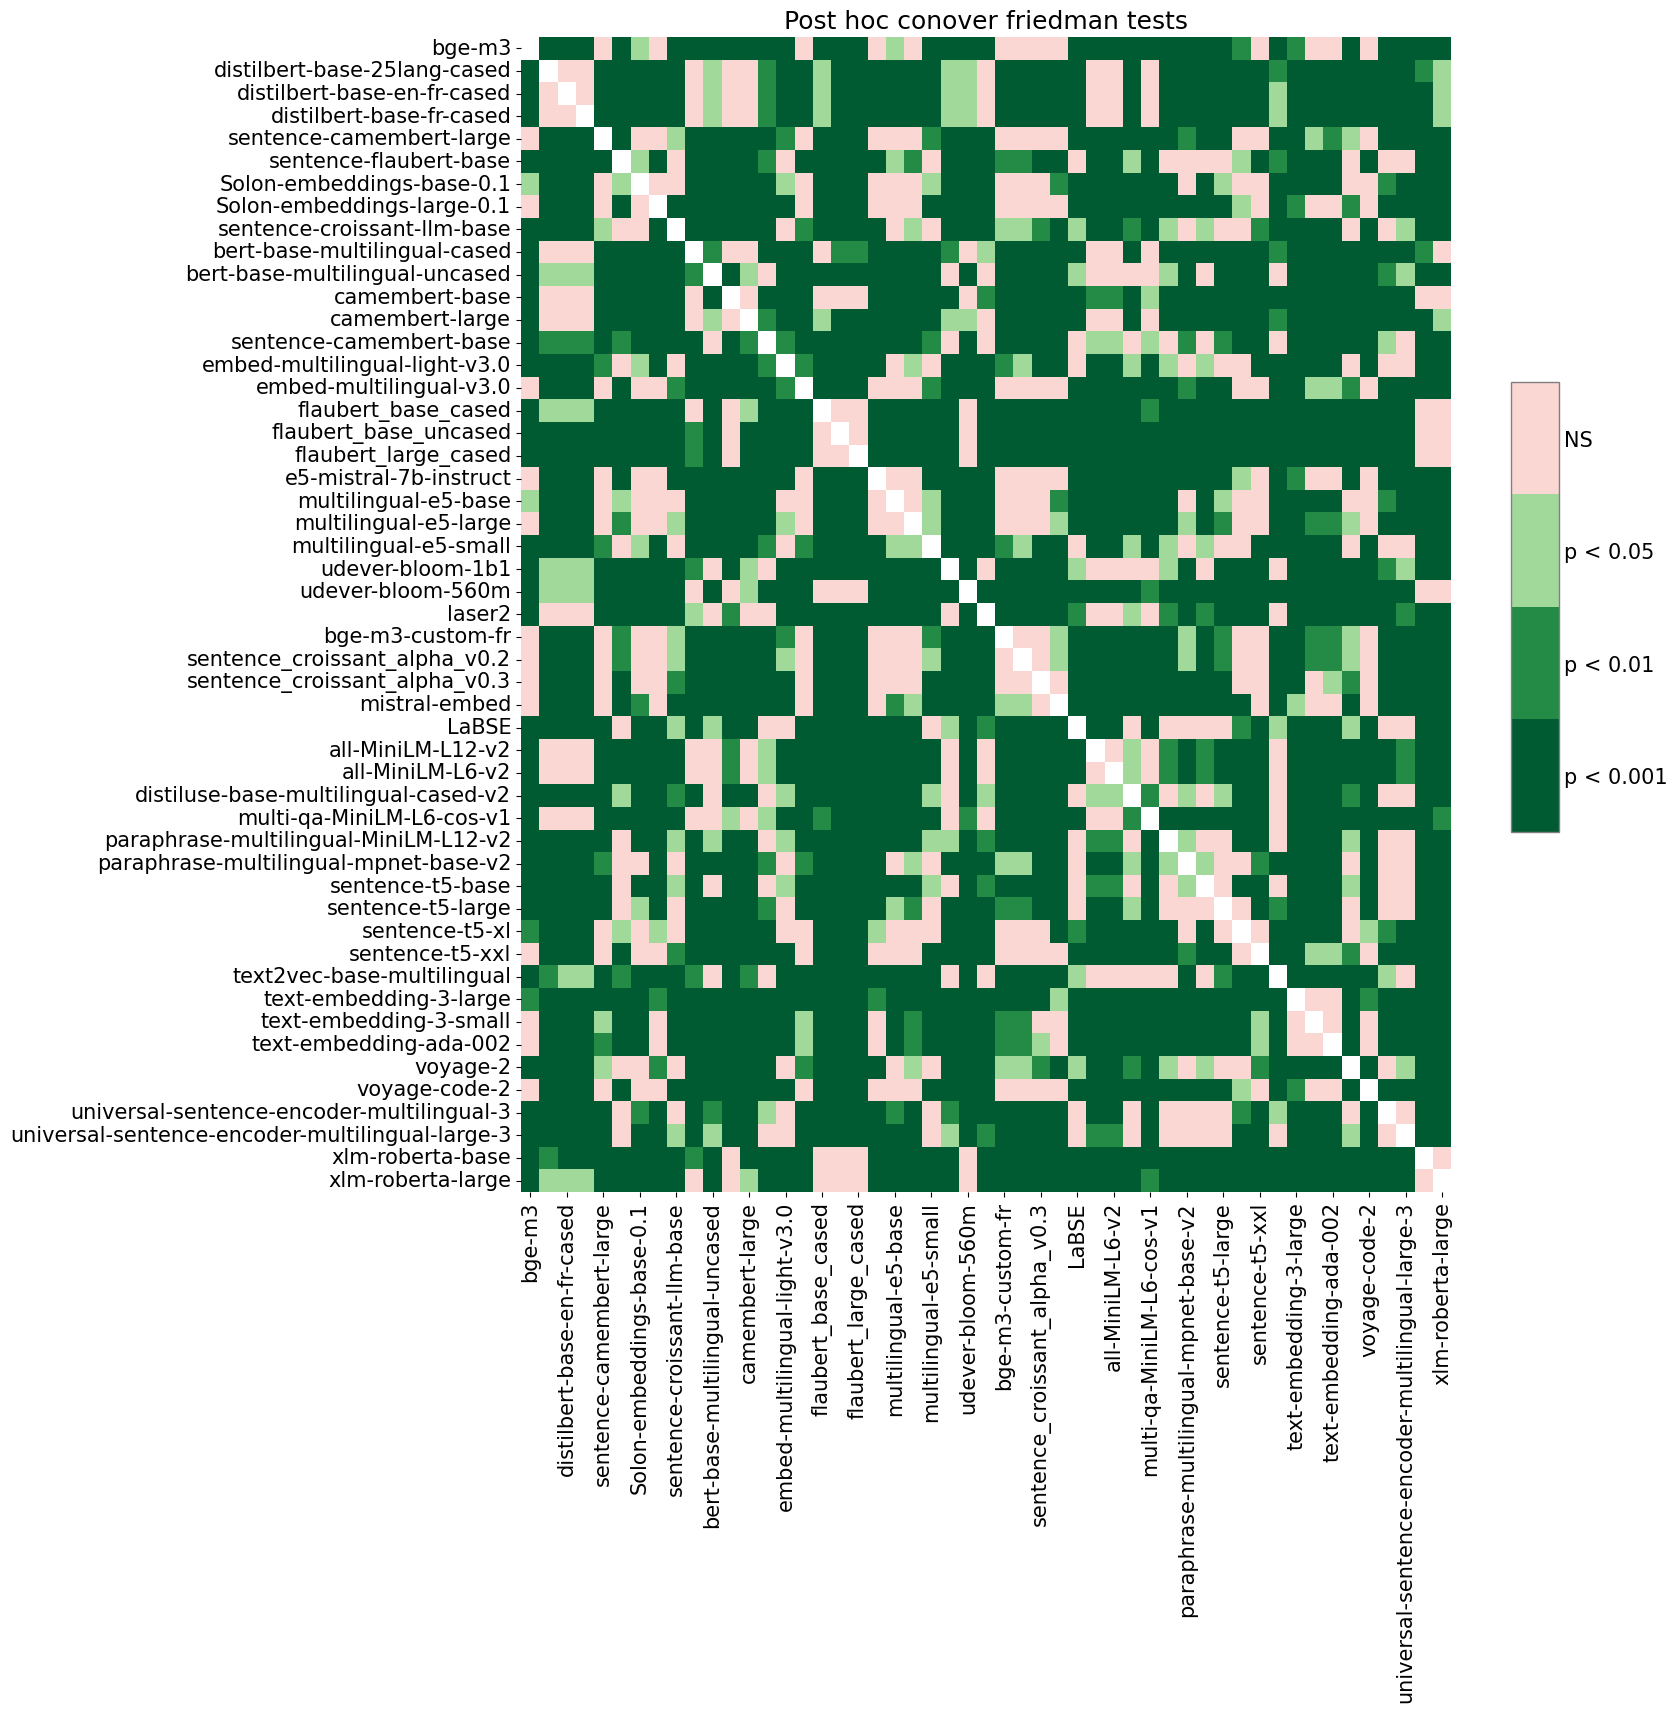 Post hoc conover friedman tests
bge-m3
distilbert-base-25lang-cased
distilbert-base-en-fr-cased
distilbert-base-fr-cased
sentence-camembert-large
sentence-flaubert-base
Solon-embeddings-base-0.1
Solon-embeddings-large-0.1
sentence-croissant-llm-base
bert-base-multilingual-cased
bert-base-multilingual-uncased
camembert-base
camembert-large
sentence-camembert-base
embed-multilingual-light-v3.0
embed-multilingual-v3.0
flaubert_base_cased
flaubert_base_uncased
flaubert_large_cased
e5-mistral-7b-instruct
multilingual-e5-base
multilingual-e5-large
multilingual-e5-small
udever-bloom-1b1
udever-bloom-560m
laser2
bge-m3-custom-fr
sentence_croissant_alpha_v0.2
sentence_croissant_alpha_v0.3
mistral-embed
LaBSE
all-MiniLM-L12-v2
all-MiniLM-L6-v2
distiluse-base-multilingual-cased-v2
multi-qa-MiniLM-L6-cos-v1
paraphrase-multilingual-MiniLM-L12-v2
paraphrase-multilingual-mpnet-base-v2
sentence-t5-base
sentence-t5-large
sentence-t5-xl
sentence-t5-xxl
text2vec-base-multilingual
text-embedding-3-large
text-embedding-3-small
text-embedding-ada-002
voyage-2
voyage-code-2
universal-sentence-encoder-multilingual-3
universal-sentence-encoder-multilingual-large-3
xlm-roberta-base
xlm-roberta-large
bge-m3
distilbert-base-en-fr-cased
sentence-camembert-large
Solon-embeddings-base-0.1
sentence-croissant-llm-base
bert-base-multilingual-uncased
camembert-large
embed-multilingual-light-v3.0
flaubert_base_cased
flaubert_large_cased
multilingual-e5-base
multilingual-e5-small
udever-bloom-560m
bge-m3-custom-fr
sentence_croissant_alpha_v0.3
LaBSE
all-MiniLM-L6-v2
multi-qa-MiniLM-L6-cos-v1
paraphrase-multilingual-mpnet-base-v2
sentence-t5-large
sentence-t5-xxl
text-embedding-3-large
text-embedding-ada-002
voyage-code-2
universal-sentence-encoder-multilingual-large-3
xlm-roberta-large
NS
p < 0.05
p < 0.01
p < 0.001